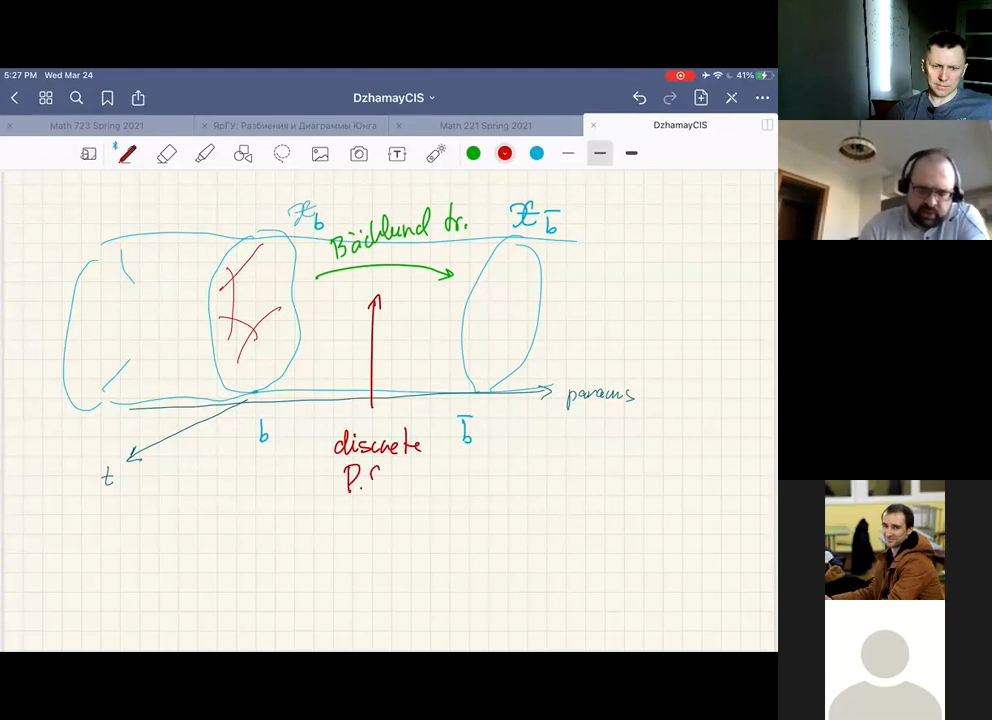 5:27 PM Wed Mar 24
41%
DzhamayCIS
Math 723 Spring 2021
ЯрГУ: Разбиения и Диаграммы Юнга
Math 221 Spring 2021
DzhamayCIS
T
𝒳b
Bäcklund tr.
𝒳b̄
params
b
b̄
t
discrete
P.